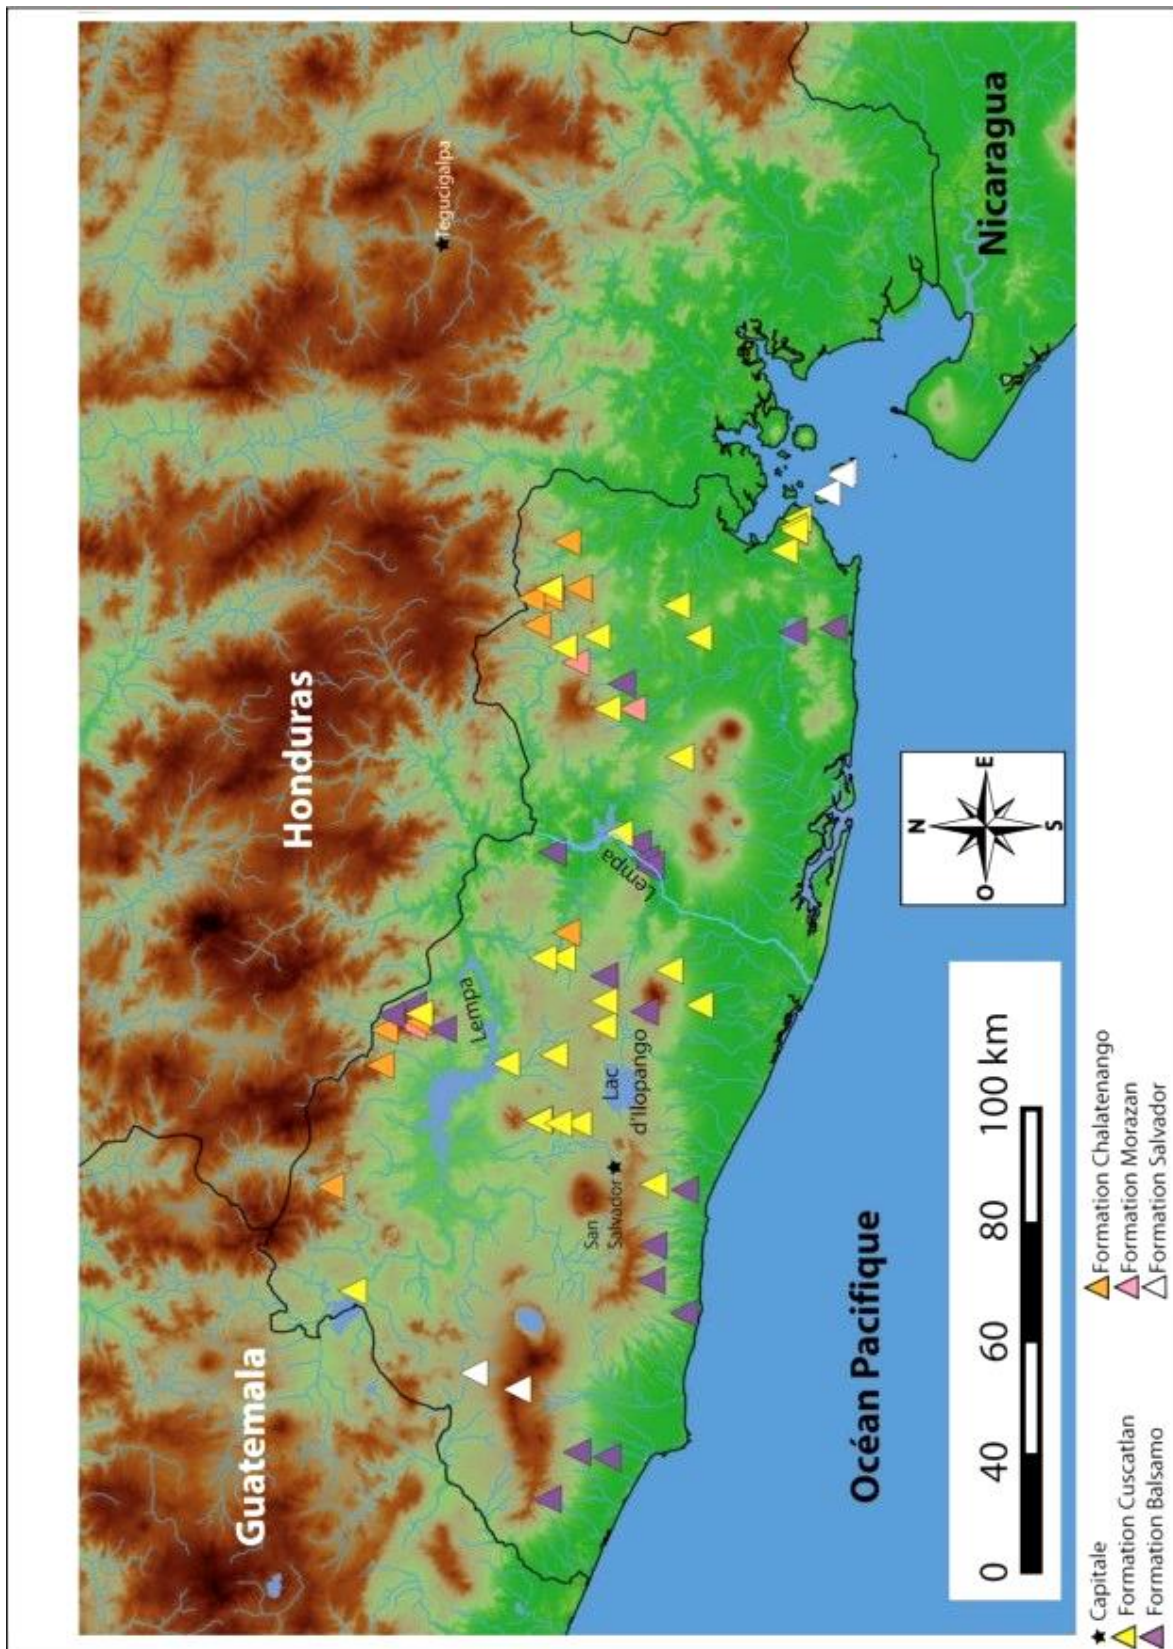 Guatemala
Honduras
Tegucigalpa
Nicaragua
Lempa
Lempa
San
Salvador
Lac
d'Ilopango
Océan Pacifique
N
O
E
S
0 20 40 60 80 100 km
Capitale
Formation Cuscatlan
Formation Balsamo
Formation Chalatenango
Formation Morazan
Formation Salvador